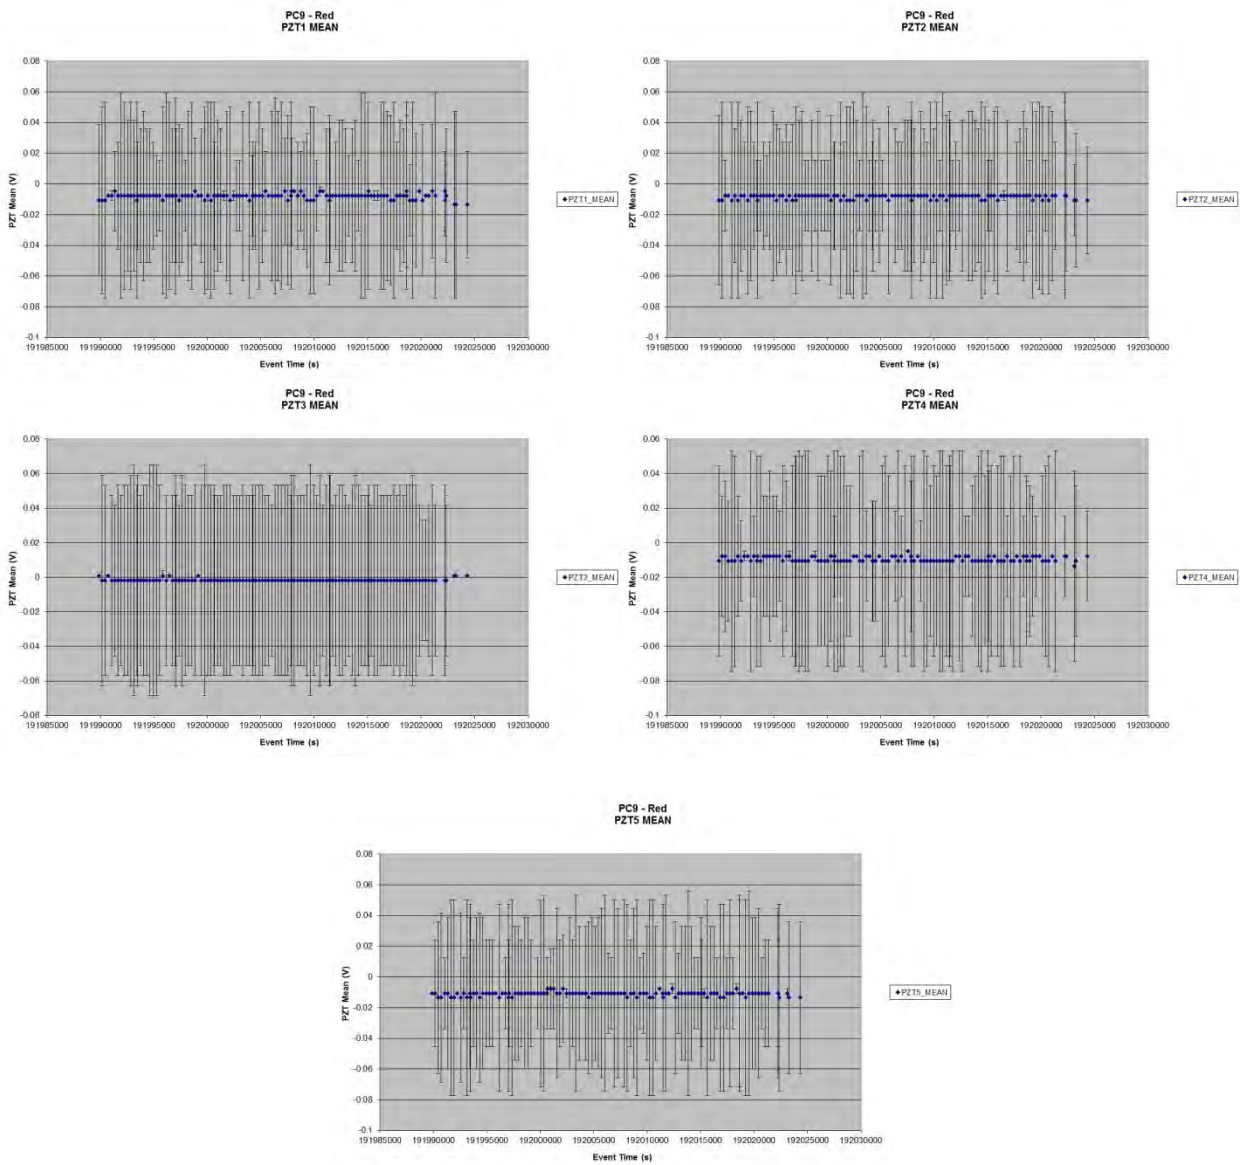 PC9 - Red
PZT1 MEAN
0.08
0.06
0.04
0.02
0
-0.02
-0.04
-0.06
-0.08
-0.1
PZT Mean (V)
191985000 191990000 191995000 192000000 192005000 192010000 192015000 192020000 192025000 192030000
Event Time (s)
PZT1_MEAN
PC9 - Red
PZT2 MEAN
0.08
0.06
0.04
0.02
0
-0.02
-0.04
-0.06
-0.08
-0.1
PZT Mean (V)
191985000 191990000 191995000 192000000 192005000 192010000 192015000 192020000 192025000 192030000
Event Time (s)
PZT2_MEAN
PC9 - Red
PZT3 MEAN
0.08
0.06
0.04
0.02
0
-0.02
-0.04
-0.06
-0.08
PZT Mean (V)
191985000 191990000 191995000 192000000 192005000 192010000 192015000 192020000 192025000 192030000
Event Time (s)
PZT3_MEAN
PC9 - Red
PZT4 MEAN
0.06
0.04
0.02
0
-0.02
-0.04
-0.06
-0.08
-0.1
PZT Mean (V)
191985000 191990000 191995000 192000000 192005000 192010000 192015000 192020000 192025000 192030000
Event Time (s)
PZT4_MEAN
PC9 - Red
PZT5 MEAN
0.08
0.06
0.04
0.02
0
-0.02
-0.04
-0.06
-0.08
-0.1
PZT Mean (V)
191985000 191990000 191995000 192000000 192005000 192010000 192015000 192020000 192025000 192030000
Event Time (s)
PZT5_MEAN